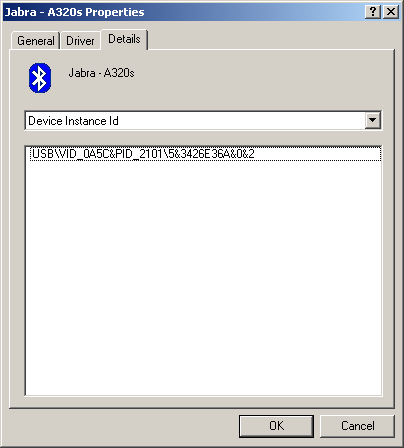 Jabra - A320s Properties
General Driver Details
Jabra - A320s
Device Instance Id
USB\VID_0A5C&PID_2101\5&3426E36A&0&2
OK Cancel